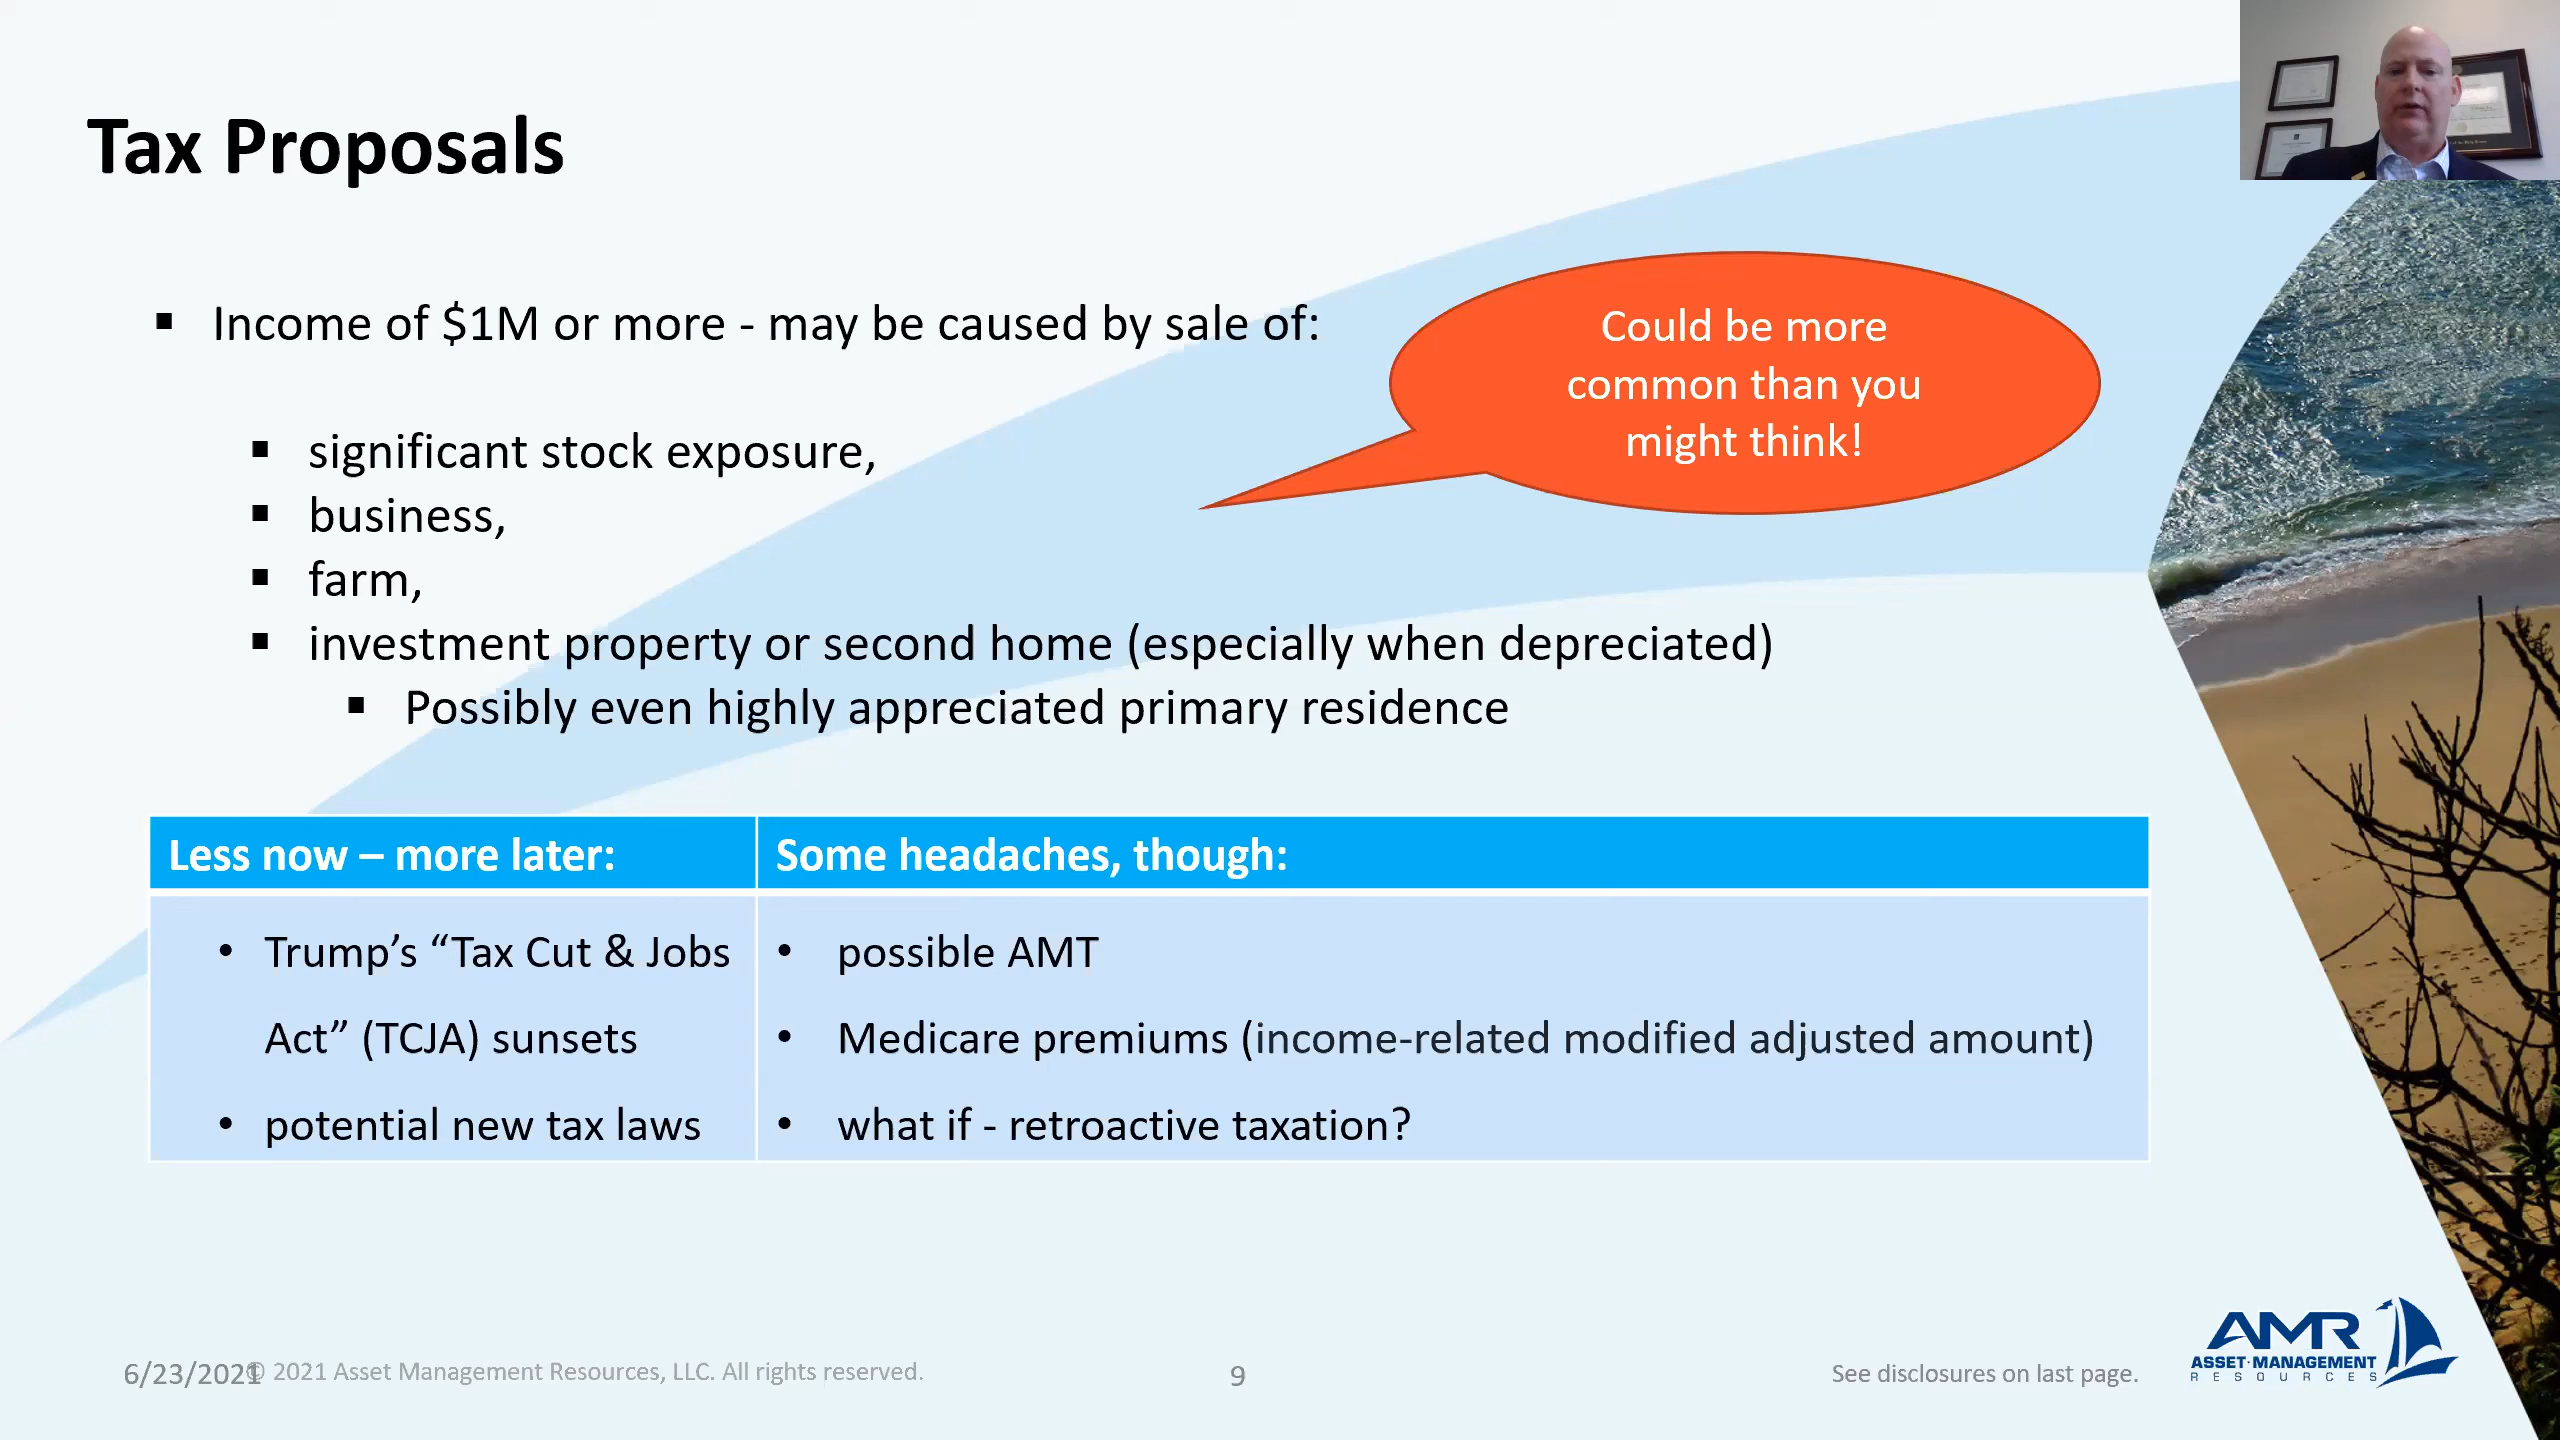 Tax Proposals
Income of $1M or more - may be caused by sale of:
Could be more
common than you
might think!
significant stock exposure,
business,
farm,
investment property or second home (especially when depreciated)
Possibly even highly appreciated primary residence
Less now – more later:
Some headaches, though:
Trump’s “Tax Cut & Jobs
Act” (TCJA) sunsets
potential new tax laws
possible AMT
Medicare premiums (income-related modified adjusted amount)
what if - retroactive taxation?
6/23/2021
© 2021 Asset Management Resources, LLC. All rights reserved.
9
See disclosures on last page.
AMR
ASSET·MANAGEMENT
RESOURCES